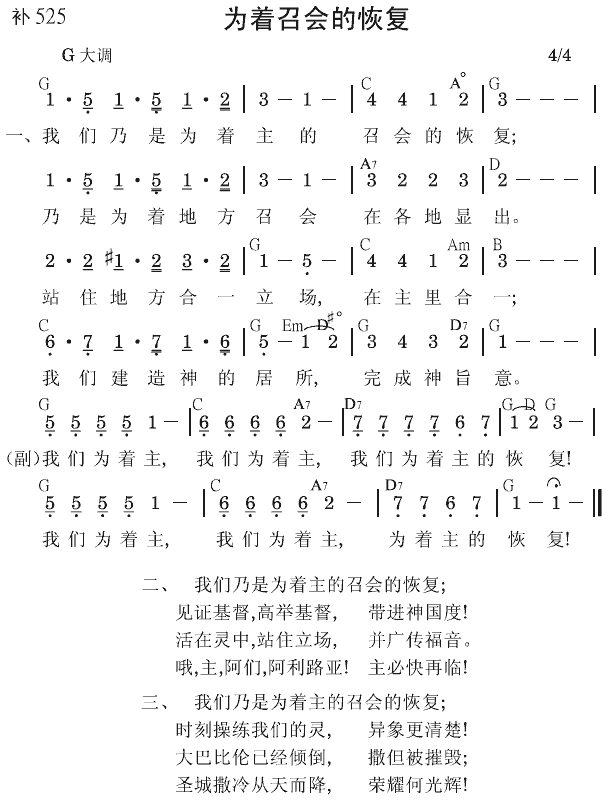 补 525
为着召会的恢复
G 大调 4/4
G C A° G
1 · 5 1 · 5 1 · 2 | 3 – 1 – | 4 4 1 2 | 3 – – – |
一、我 们 乃 是 为 着 主 的 召 会 的 恢 复;
A7 D
1 · 5 1 · 5 1 · 2 | 3 – 1 – | 3 2 2 3 | 2 – – – |
乃 是 为 着 地 方 召 会 在 各 地 显 出。
G C Am B
2 · 2 #1 · 2 3 · 2 | 1 – 5 – | 4 4 1 2 | 3 – – – |
站 住 地 方 合 一 立 场, 在 主 里 合 一;
C G Em D #° G D7 G
6 · 7 1 · 7 1 · 6 | 5 – 1 2 | 3 4 3 2 | 1 – – – |
我 们 建 造 神 的 居 所, 完 成 神 旨 意。
G C A7 D7 G D G
5 5 5 5 1 – | 6 6 6 6 2 – | 7 7 7 7 6 7 | 1 2 3 – |
(副)我 们 为 着 主, 我 们 为 着 主, 我 们 为 着 主 的 恢 复!
G C A7 D7 G
5 5 5 5 1 – | 6 6 6 6 2 – | 7 7 6 7 | 1 – 1 – ||
我 们 为 着 主, 我 们 为 着 主, 为 着 主 的 恢 复!
二、 我们乃是为着主的召会的恢复;
见证基督,高举基督, 带进神国度!
活在灵中,站住立场, 并广传福音。
哦,主,阿们,阿利路亚! 主必快再临!
三、 我们乃是为着主的召会的恢复;
时刻操练我们的灵, 异象更清楚!
大巴比伦已经倾倒, 撒但被摧毁;
圣城撒冷从天而降, 荣耀何光辉!